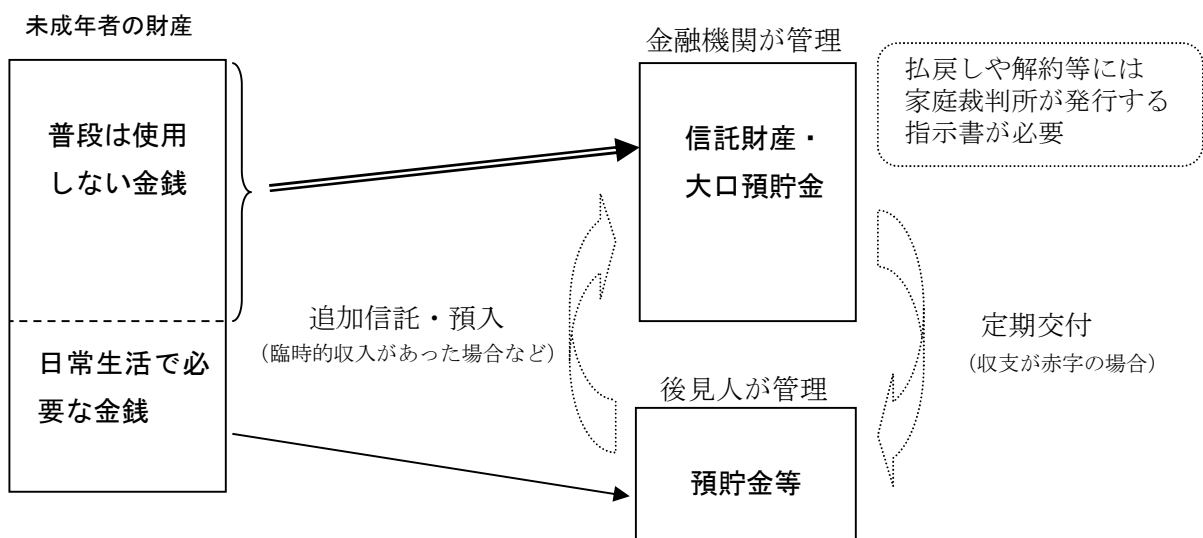 未成年者の財産
普段は使用
しない金銭
日常生活で必
要な金銭
金融機関が管理
信託財産・
大口預貯金
払戻しや解約等には
家庭裁判所が発行する
指示書が必要
追加信託・預入
（臨時的収入があった場合など）
定期交付
（収支が赤字の場合）
後見人が管理
預貯金等